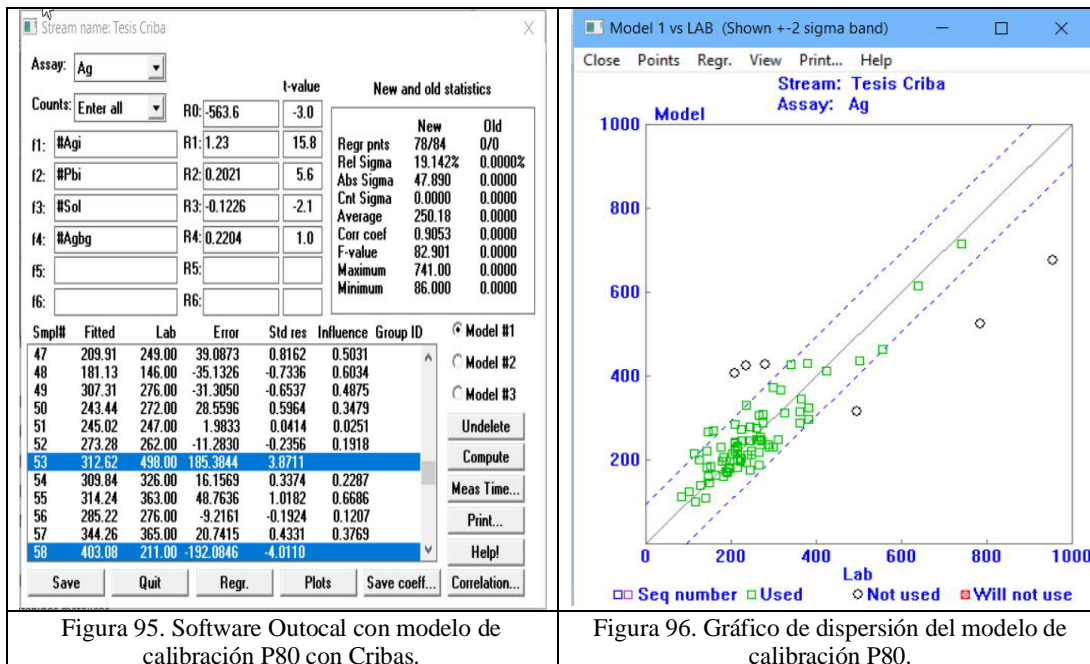 Stream name: Tesis Criba X
Assay: Ag
t-value New and old statistics
Counts: Enter all R0: -563.6 -3.0
New Old
f1: #Agi R1: 1.23 15.8 Regr pnts 78/84 0/0
Rel Sigma 19.142% 0.0000%
f2: #Pbi R2: 0.2021 5.6 Abs Sigma 47.890 0.0000
Cnt Sigma 0.0000 0.0000
f3: #Sol R3: -0.1226 -2.1 Average 250.18 0.0000
Corr coef 0.9053 0.0000
f4: #Agbg R4: 0.2204 1.0 F-value 82.901 0.0000
Maximum 741.00 0.0000
f5: R5: Minimum 86.000 0.0000
f6: R6:
Smpl# Fitted Lab Error Std res Influence Group ID Model #1
47 209.91 249.00 39.0873 0.8162 0.5031
48 181.13 146.00 -35.1326 -0.7336 0.6034 Model #2
49 307.31 276.00 -31.3050 -0.6537 0.4875 Model #3
50 243.44 272.00 28.5596 0.5964 0.3479
51 245.02 247.00 1.9833 0.0414 0.0251 Undelete
52 273.28 262.00 -11.2830 -0.2356 0.1918
53 312.62 498.00 185.3844 3.8711 Compute
54 309.84 326.00 16.1569 0.3374 0.2287
55 314.24 363.00 48.7636 1.0182 0.6686 Meas Time...
56 285.22 276.00 -9.2161 -0.1924 0.1207 Print...
57 344.26 365.00 20.7415 0.4331 0.3769
58 403.08 211.00 -192.0846 -4.0110 Help!
Save Quit Regr. Plots Save coeff... Correlation...
Figura 95. Software Outocal con modelo de
calibración P80 con Cribas.
Model 1 vs LAB (Shown +-2 sigma band)
Close Points Regr. View Print... Help
Stream: Tesis Criba
Assay: Ag
Model
1000
800
600
400
200
0 200 400 600 800 1000
Lab
Seq number Used Not used Will not use
Figura 96. Gráfico de dispersión del modelo de
calibración P80.